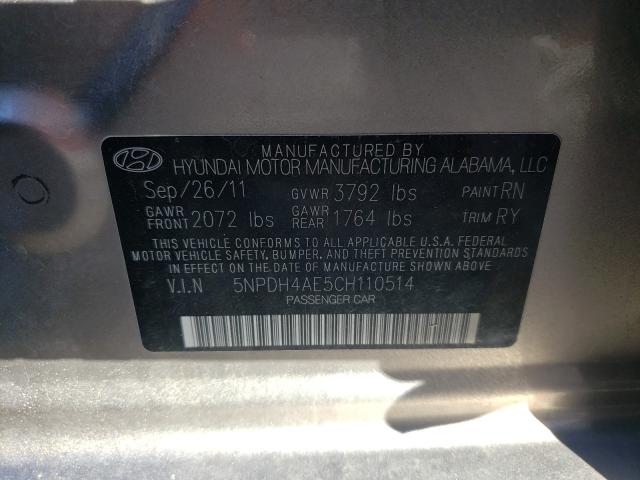 MANUFACTURED BY
HYUNDAI MOTOR MANUFACTURING ALABAMA, LLC
Sep/26/11 GVWR 3792 lbs PAINT RN
GAWR FRONT 2072 lbs GAWR REAR 1764 lbs TRIM RY
THIS VEHICLE CONFORMS TO ALL APPLICABLE U.S.A. FEDERAL
MOTOR VEHICLE SAFETY, BUMPER, AND THEFT PREVENTION STANDARDS
IN EFFECT ON THE DATE OF MANUFACTURE SHOWN ABOVE
V.I.N 5NPDH4AE5CH110514
PASSENGER CAR